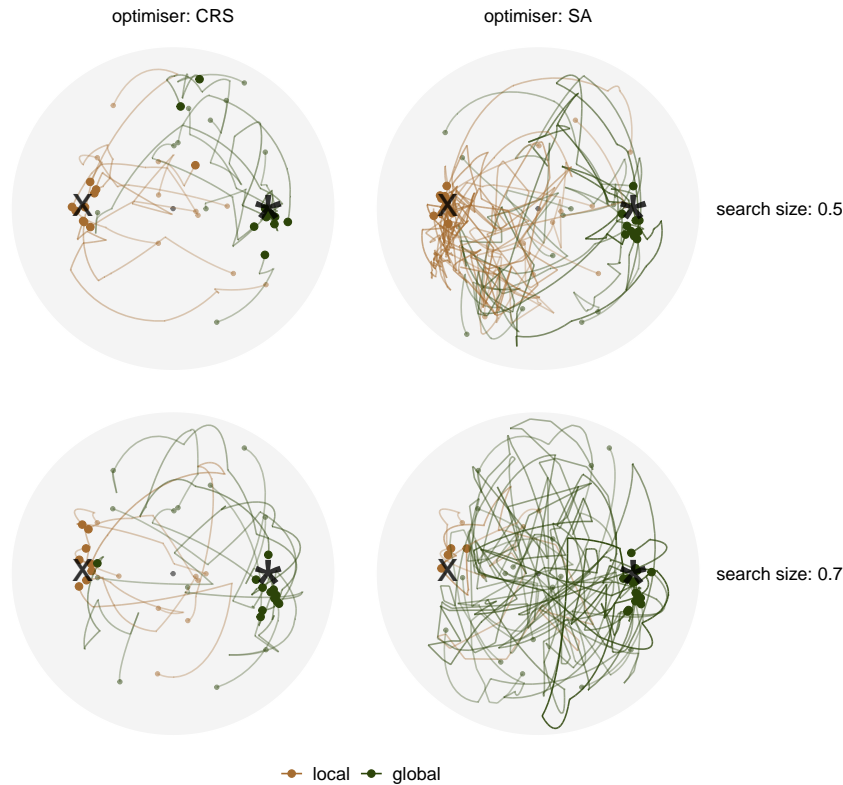 optimiser: CRS
optimiser: SA
x
*
x
*
search size: 0.5
x
*
x
*
search size: 0.7
local
global